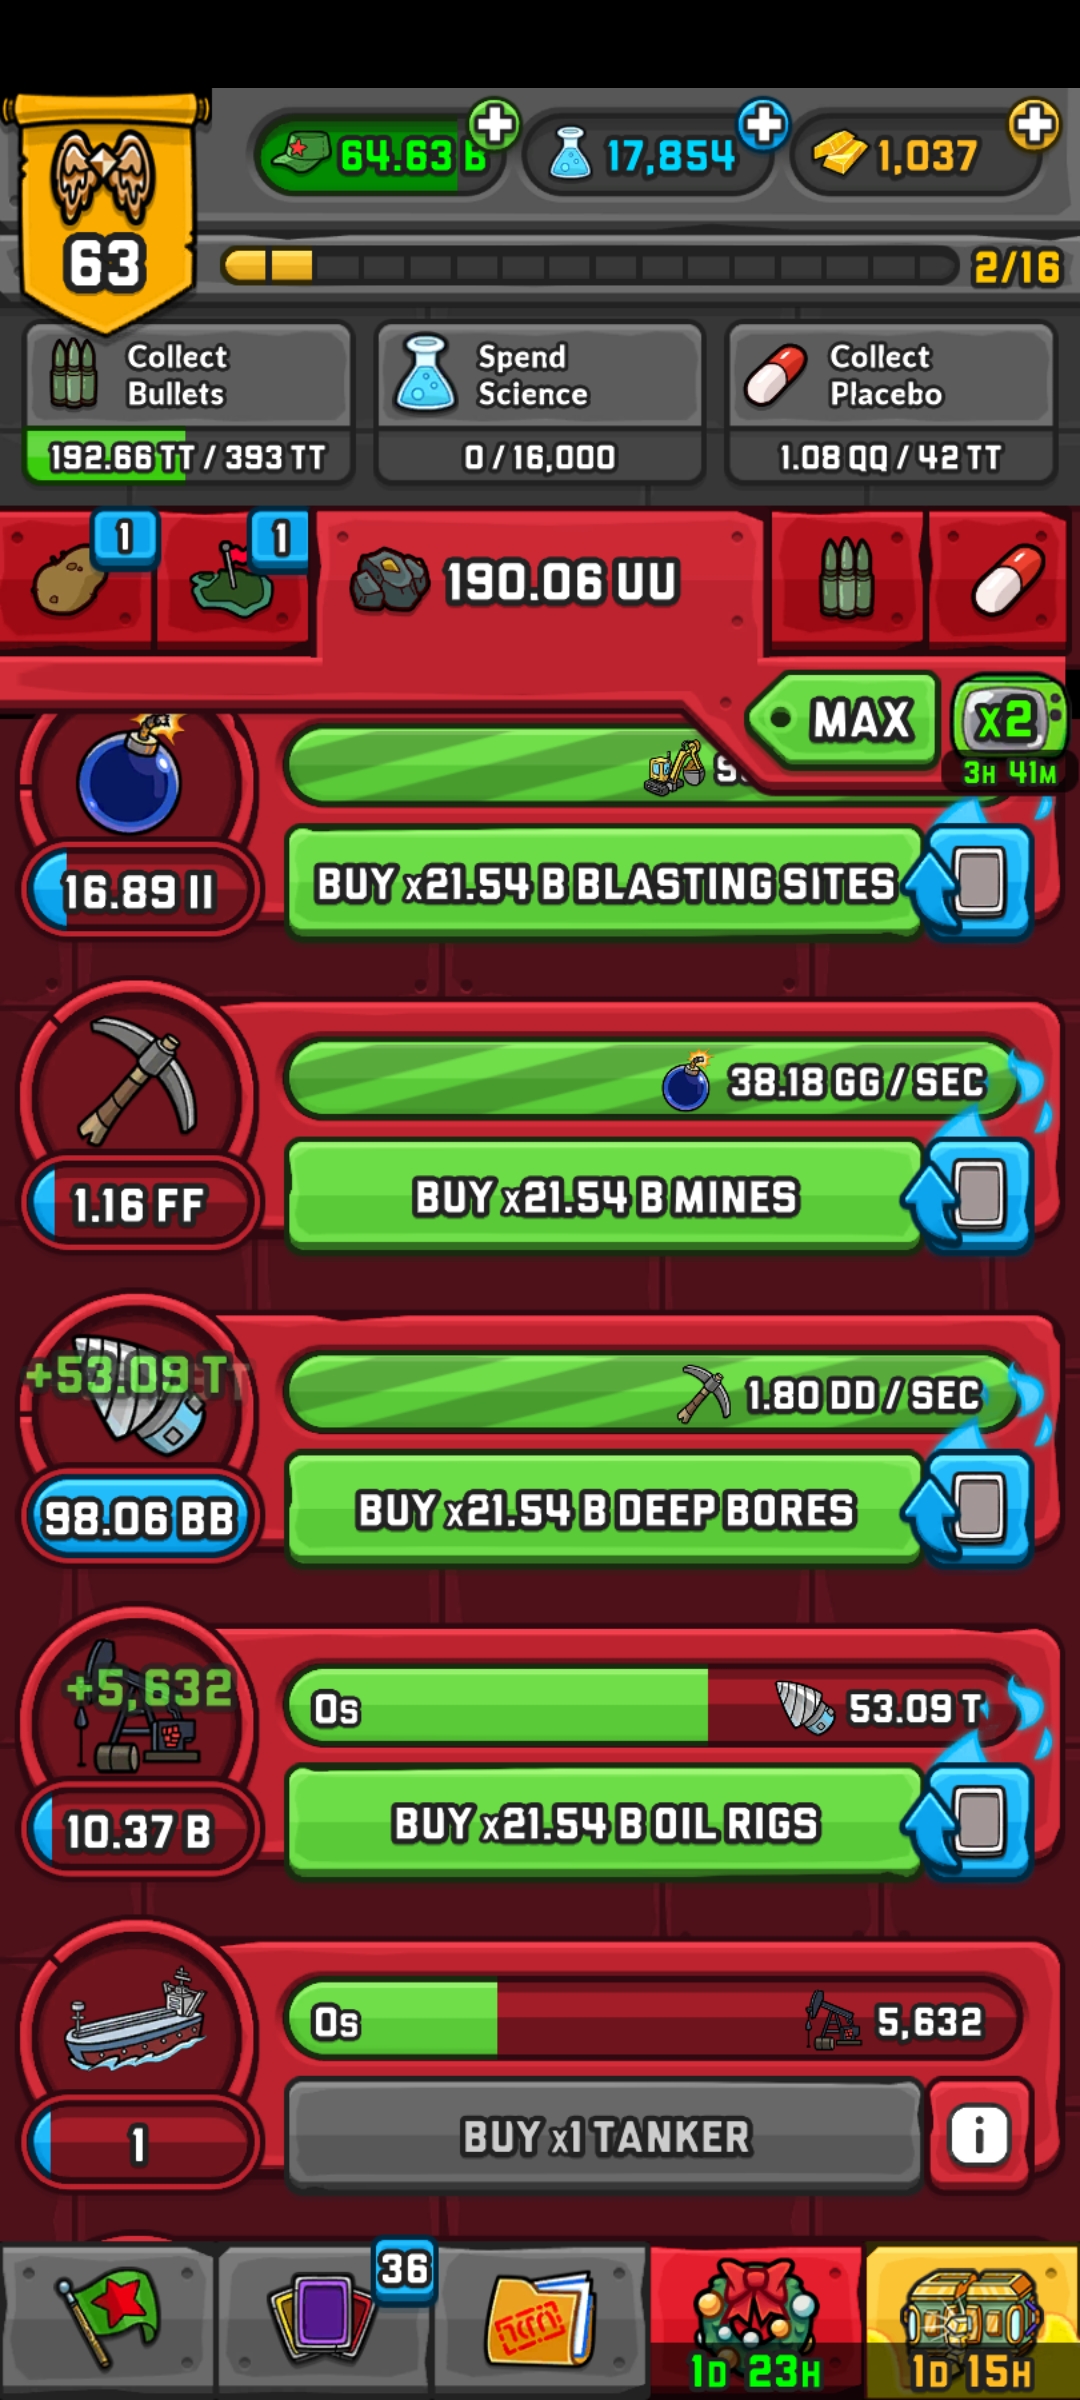 64.63 B
17,854
1,037
63
2/16
Collect
Bullets
192.66 TT / 393 TT
Spend
Science
0 / 16,000
Collect
Placebo
1.08 QQ / 42 TT
1
1
190.06 UU
MAX
x2
3H 41M
16.89 II
BUY x21.54 B BLASTING SITES
38.18 GG / SEC
1.16 FF
BUY x21.54 B MINES
+53.09 TT
1.80 DD / SEC
98.06 BB
BUY x21.54 B DEEP BORES
+5,632
0s
53.09 T
10.37 B
BUY x21.54 B OIL RIGS
0s
5,632
1
BUY x1 TANKER
i
36
1D 23H
1D 15H